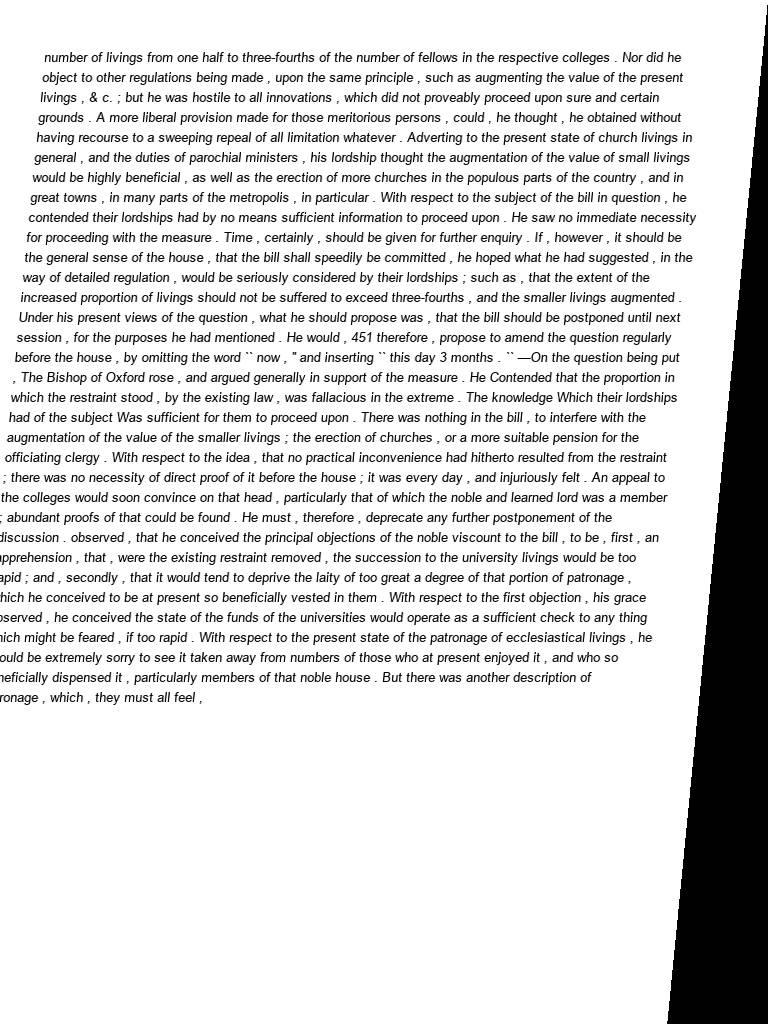 number of livings from one half to three-fourths of the number of fellows in the respective colleges . Nor did he
object to other regulations being made , upon the same principle , such as augmenting the value of the present
livings , & c. ; but he was hostile to all innovations , which did not proveably proceed upon sure and certain
grounds . A more liberal provision made for those meritorious persons , could , he thought , he obtained without
having recourse to a sweeping repeal of all limitation whatever . Adverting to the present state of church livings in
general , and the duties of parochial ministers , his lordship thought the augmentation of the value of small livings
would be highly beneficial , as well as the erection of more churches in the populous parts of the country , and in
great towns , in many parts of the metropolis , in particular . With respect to the subject of the bill in question , he
contended their lordships had by no means sufficient information to proceed upon . He saw no immediate necessity
for proceeding with the measure . Time , certainly , should be given for further enquiry . If , however , it should be
the general sense of the house , that the bill shall speedily be committed , he hoped what he had suggested , in the
way of detailed regulation , would be seriously considered by their lordships ; such as , that the extent of the
increased proportion of livings should not be suffered to exceed three-fourths , and the smaller livings augmented .
Under his present views of the question , what he should propose was , that the bill should be postponed until next
session , for the purposes he had mentioned . He would , 451 therefore , propose to amend the question regularly
before the house , by omitting the word `` now , '' and inserting `` this day 3 months . `` —On the question being put
, The Bishop of Oxford rose , and argued generally in support of the measure . He Contended that the proportion in
which the restraint stood , by the existing law , was fallacious in the extreme . The knowledge Which their lordships
had of the subject Was sufficient for them to proceed upon . There was nothing in the bill , to interfere with the
augmentation of the value of the smaller livings ; the erection of churches , or a more suitable pension for the
officiating clergy . With respect to the idea , that no practical inconvenience had hitherto resulted from the restraint
; there was no necessity of direct proof of it before the house ; it was every day , and injuriously felt . An appeal to
the colleges would soon convince on that head , particularly that of which the noble and learned lord was a member
; abundant proofs of that could be found . He must , therefore , deprecate any further postponement of the
discussion . observed , that he conceived the principal objections of the noble viscount to the bill , to be , first , an
apprehension , that , were the existing restraint removed , the succession to the university livings would be too
apid ; and , secondly , that it would tend to deprive the laity of too great a degree of that portion of patronage ,
which he conceived to be at present so beneficially vested in them . With respect to the first objection , his grace
bserved , he conceived the state of the funds of the universities would operate as a sufficient check to any thing
hich might be feared , if too rapid . With respect to the present state of the patronage of ecclesiastical livings , he
ould be extremely sorry to see it taken away from numbers of those who at present enjoyed it , and who so
neficially dispensed it , particularly members of that noble house . But there was another description of
ronage , which , they must all feel ,